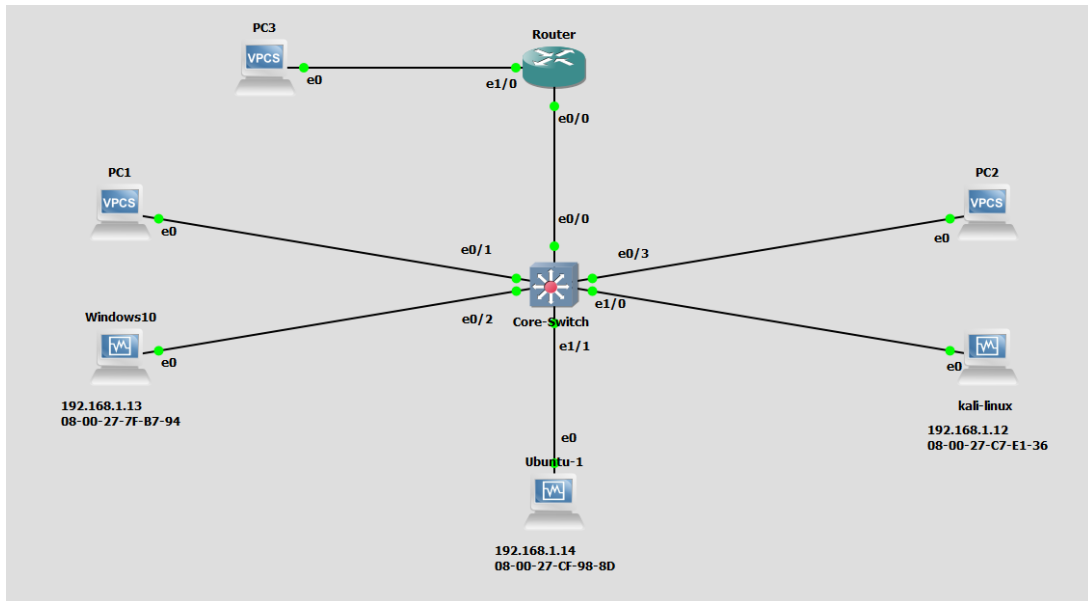 PC3
Router
VPCS
e0
e1/0
e0/0
PC1
PC2
VPCS
VPCS
e0/0
e0
e0
e0/1
e0/3
Windows10
e0/2
Core-Switch
e1/0
e1/1
e0
e0
192.168.1.13
08-00-27-7F-B7-94
kali-linux
192.168.1.12
08-00-27-C7-E1-36
e0
Ubuntu-1
192.168.1.14
08-00-27-CF-98-8D